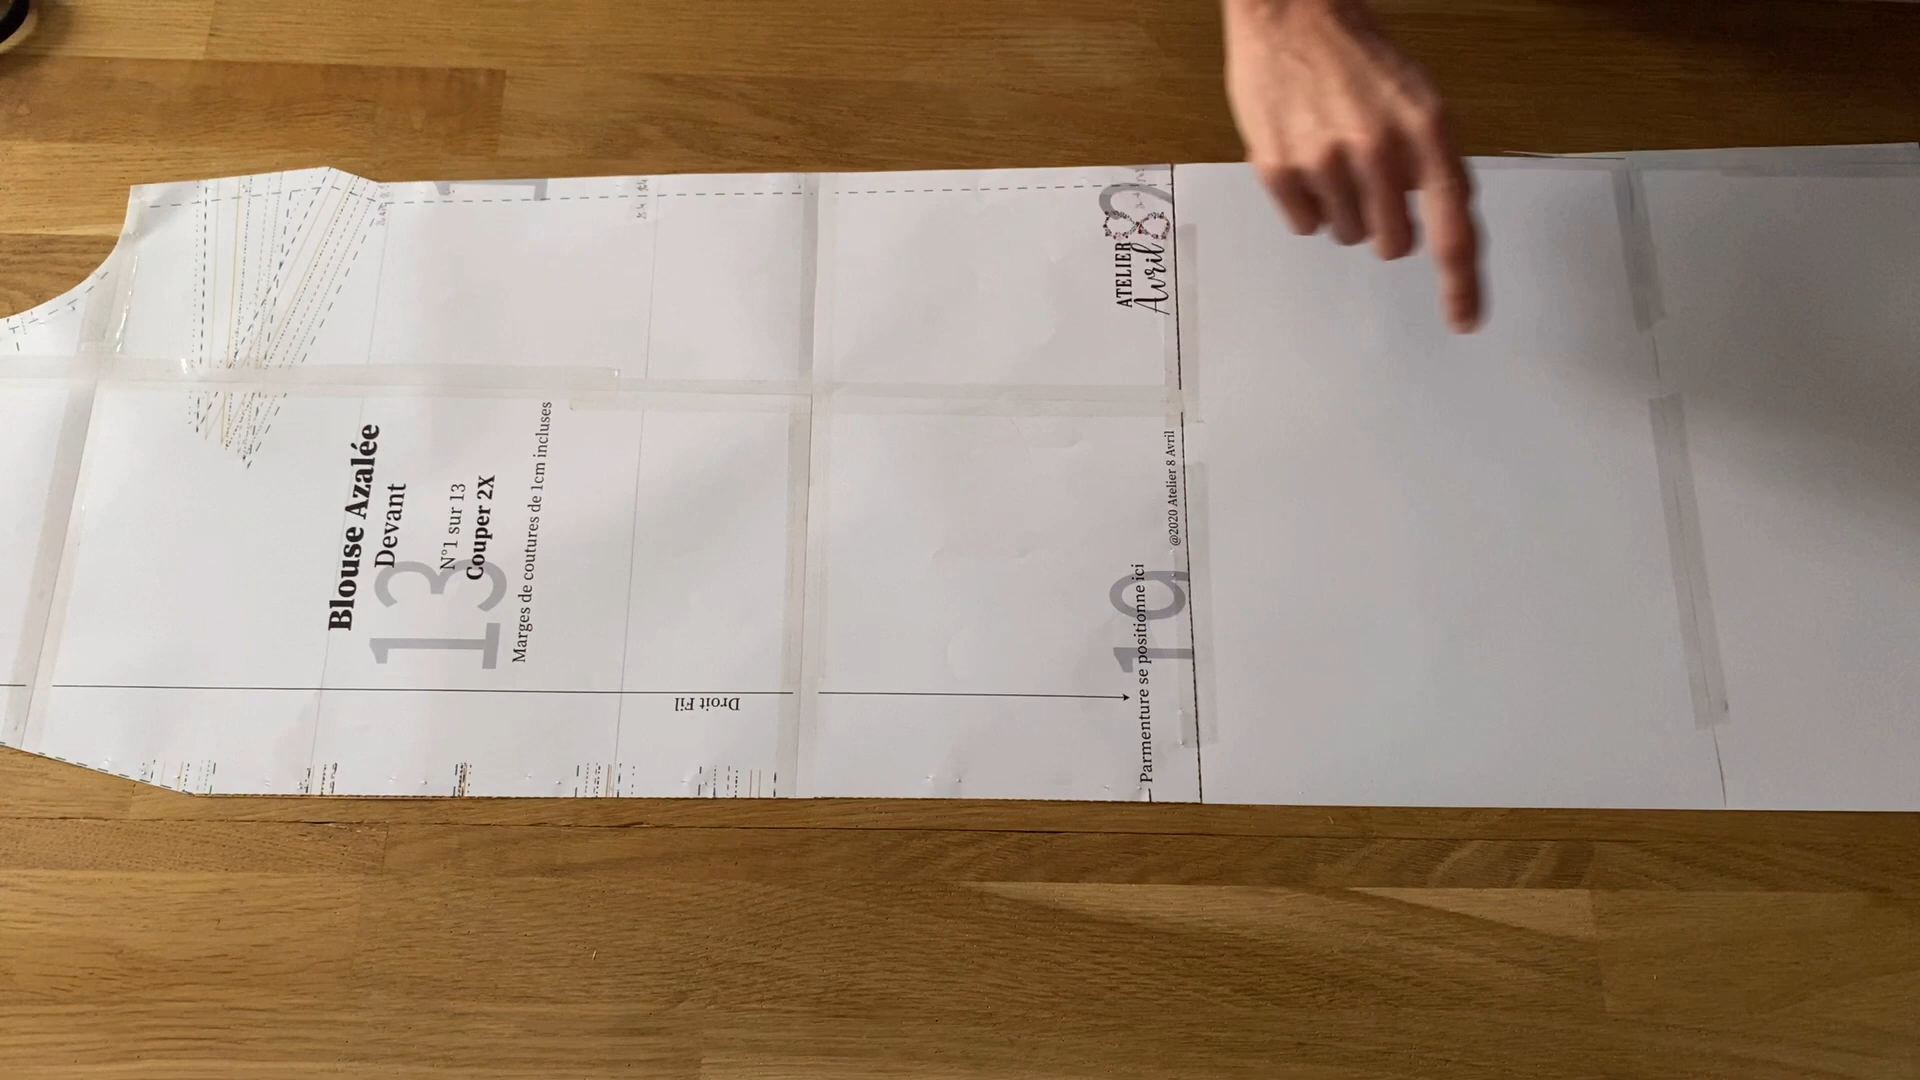 Blouse Azalée
Devant
N°1 sur 13
Couper 2X
13
Marges de coutures de 1cm incluses
Droit Fil
ATELIER
8
Avril
@2020 Atelier 8 Avril
19
Parmenture se positionne ici